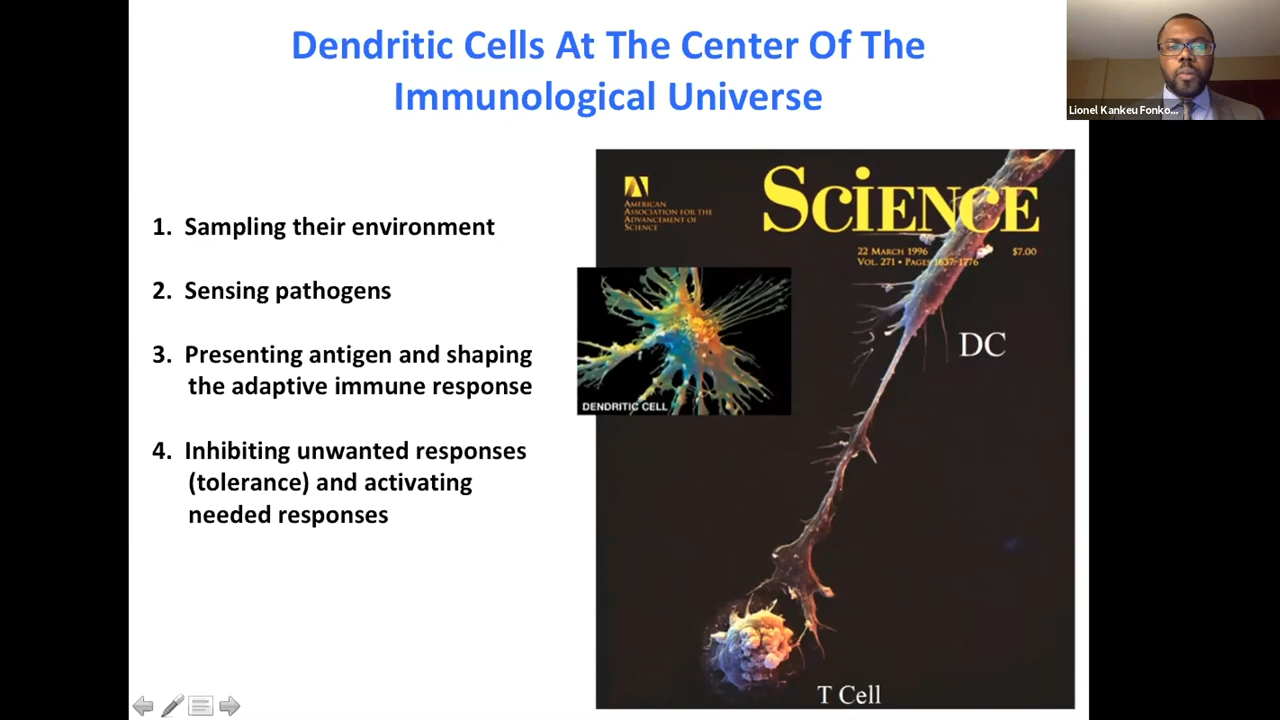 Dendritic Cells At The Center Of The
Immunological Universe
Lionel Kankeu Fonko...
1. Sampling their environment
2. Sensing pathogens
3. Presenting antigen and shaping
the adaptive immune response
4. Inhibiting unwanted responses
(tolerance) and activating
needed responses
AMERICAN
ASSOCIATION FOR THE
ADVANCEMENT OF
SCIENCE
SCiENCE
22 MARCH 1996
$7.00
VOL. 271 • PAGES 1637-1776
DC
DENDRITIC CELL
T Cell